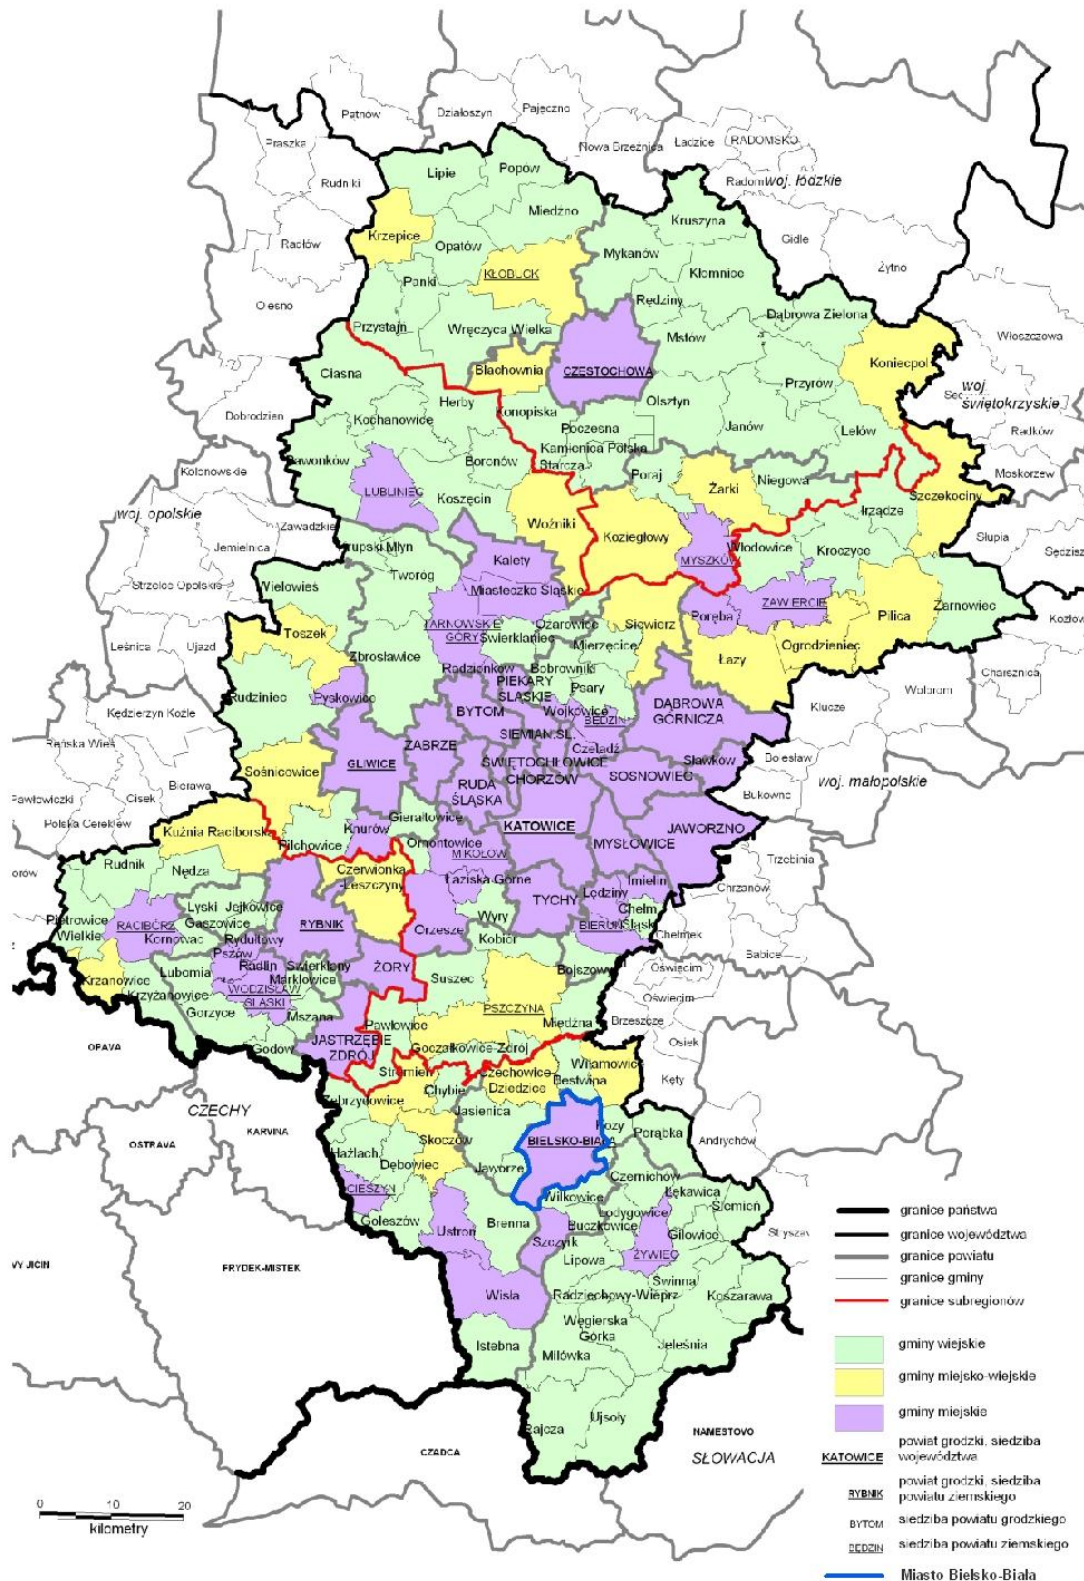 Patnów
Działoszyn
Pajęczno
Praszka
Nowa Brzeźnica
Ładzice
RADOMSKO
Rudniki
Lipie
Popów
Radom
woj. łódzkie
Miedźno
Kruszyna
Krzepice
Gidle
Radłów
Opatów
Mykanów
Żytno
KŁOBUCK
Kłomnice
Panki
Olesno
Rędziny
Dąbrowa Zielona
Przystajń
Wręczyca Wielka
Mstów
Włoszczowa
Ciasna
Blachownia
CZĘSTOCHOWA
Koniecpol
Przyrów
woj.
świętokrzyskie
Dobrodzien
Herby
Konopiska
Olsztyn
Kochanowice
Poczesna
Janów
Lelów
Radków
Kamienica Polska
Pawonków
Boronów
Starcza
Kolonowskie
Poraj
Żarki
Niegowa
Moskorzew
LUBLINIEC
Koszęcin
Szczekociny
woj. opolskie
Woźniki
Irządze
Zawadzkie
Koziegłowy
Słupia
Jemielnica
Krupski Młyn
Kalety
MYSZKÓW
Włodowice
Kroczyce
Sędzisz
Tworóg
Strzelce Opolskie
Wielowieś
Miasteczko Śląskie
ZAWIERCIE
Pilica
Żarnowiec
Ożarowice
Siewierz
Poręba
Kozłow
Toszek
TARNOWSKIE
GÓRY
Świerklaniec
Mierzęcice
Leśnica
Ujazd
Zbrosławice
Łazy
Ogrodzieniec
Radzionków
Bobrowniki
Charsznica
Rudziniec
Pyskowice
PIEKARY
ŚLĄSKIE
Psary
Wolbrom
Kędzierzyn Koźle
BYTOM
Wojkowice
BĘDZIN
DĄBROWA
GÓRNICZA
Klucze
Reńska Wieś
ZABRZE
SIEMIAN.SL.
Czeladź
Sławków
Bolesław
Sośnicowice
GLIWICE
ŚWIĘTOCHŁOWICE
SOSNOWIEC
woj. małopolskie
Bierawa
CHORZÓW
Pawłowiczki
Cisek
RUDA
ŚLĄSKA
Bukowno
Polska Cerekiew
Gierałtowice
KATOWICE
JAWORZNO
Kuźnia Raciborska
Knurów
Pilchowice
Ornontowice
MYSŁOWICE
Rudnik
MIKOŁÓW
Trzebinia
Nędza
Czerwionka
-Leszczyny
Łaziska Górne
Imielin
Chrzanów
Lyski
Jejkowice
TYCHY
Lędziny
Pietrowice
Wielkie
RACIBÓRZ
Gaszowice
RYBNIK
Wyry
Chełm
Śląski
Kornowac
Rydułtowy
Orzesze
BIERUŃ
Chełmek
Pszów
Kobiór
Babice
Radlin
Świerklany
ŻORY
Bojszowy
Lubomia
Suszec
Oświęcim
Krzanowice
Marklowice
WODZISŁAW
ŚLĄSKI
Krzyżanowice
PSZCZYNA
Oświęcim
Gorzyce
Mszana
Pawłowice
Miedźna
Brzeszcze
JASTRZĘBIE
ZDRÓJ
Osiek
OPAVA
Godów
Goczałkowice-Zdrój
Strumień
Czechowice
Dziedzice
Wilamowice
Kęty
Zebrzydowice
Chybie
Bestwina
CZECHY
Jasienica
KARVINA
Kozy
Porąbka
OSTRAVA
Skoczów
BIELSKO-BIAŁA
Andrychów
Hażlach
Dębowiec
Jaworze
Czernichów
CIESZYN
Wilkowice
Łękawica
Ślemień
Goleszów
Ustroń
Brenna
Łodygowice
Buczkowice
Gilowice
Szczyrk
ŻYWIEC
Lipowa
FRYDEK-MISTEK
VY JICIN
Świnna
Wisła
Radziechowy-Wieprz
Koszarawa
Węgierska
Górka
Istebna
Milówka
Jeleśnia
Ujsoły
Rajcza
NAMESTOVO
CZADCA
SŁOWACJA
0 10 20
kilometry
granice państwa
granice województwa
granice powiatu
granice gminy
granice subregionów
gminy wiejskie
gminy miejsko-wiejskie
gminy miejskie
KATOWICE powiat grodzki, siedziba województwa
RYBNIK powiat grodzki, siedziba powiatu ziemskiego
BYTOM siedziba powiatu grodzkiego
BĘDZIN siedziba powiatu ziemskiego
Miasto Bielsko-Biała